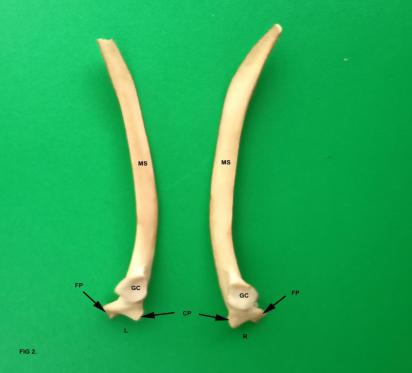 MS MS
GC GC
FP FP
CP
L R
FIG 2.